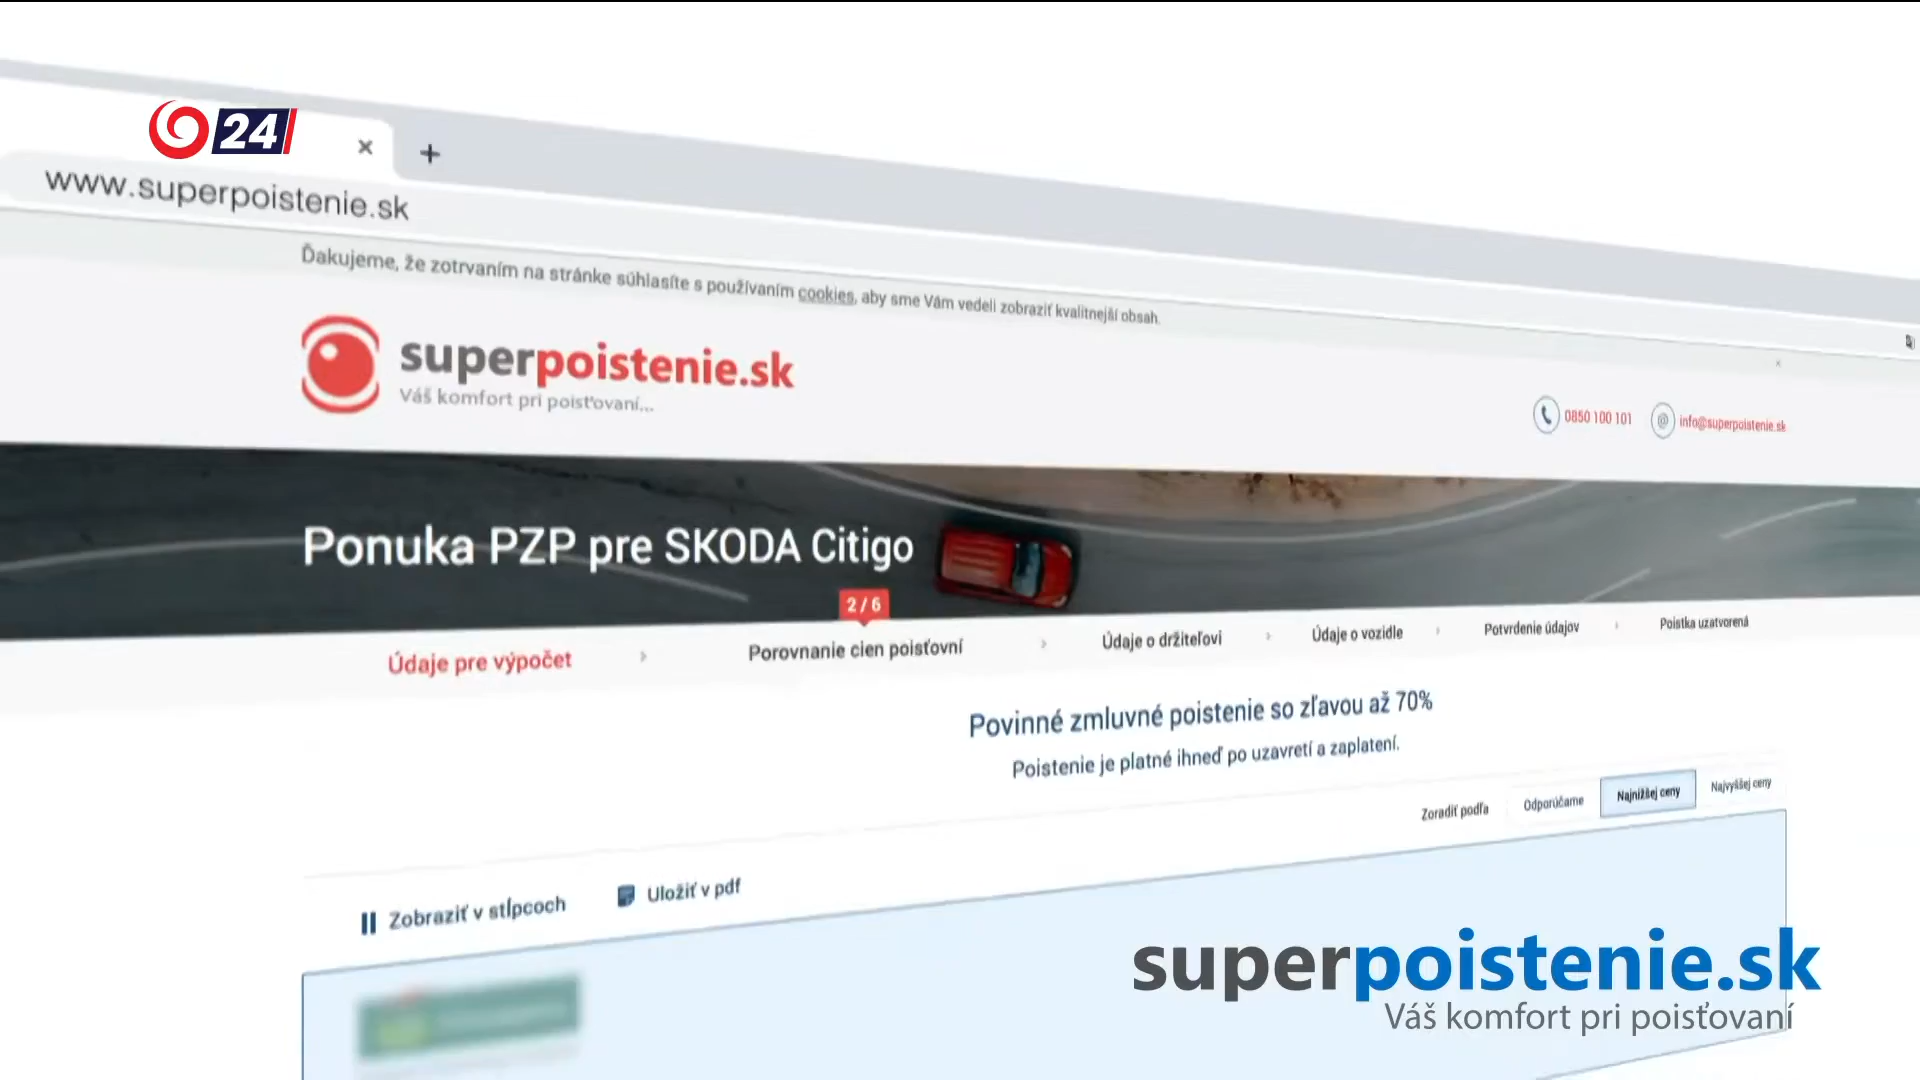 24
www.superpoistenie.sk
Ďakujeme, že zotrvaním na stránke súhlasíte s používaním cookies, aby sme Vám vedeli zobraziť kvalitnejší obsah.
superpoistenie.sk
Váš komfort pri poisťovaní...
0850 100 101
info@superpoistenie.sk
Ponuka PZP pre SKODA Citigo
2 / 6
Údaje pre výpočet
Porovnanie cien poisťovní
Údaje o držiteľovi
Údaje o vozidle
Potvrdenie údajov
Poistka uzatvorená
Povinné zmluvné poistenie so zľavou až 70%
Poistenie je platné ihneď po uzavretí a zaplatení.
Zoradiť podľa
Odporúčame
Najnižšej ceny
Najvyššej ceny
Zobraziť v stĺpcoch
Uložiť v pdf
superpoistenie.sk
Váš komfort pri poisťovaní